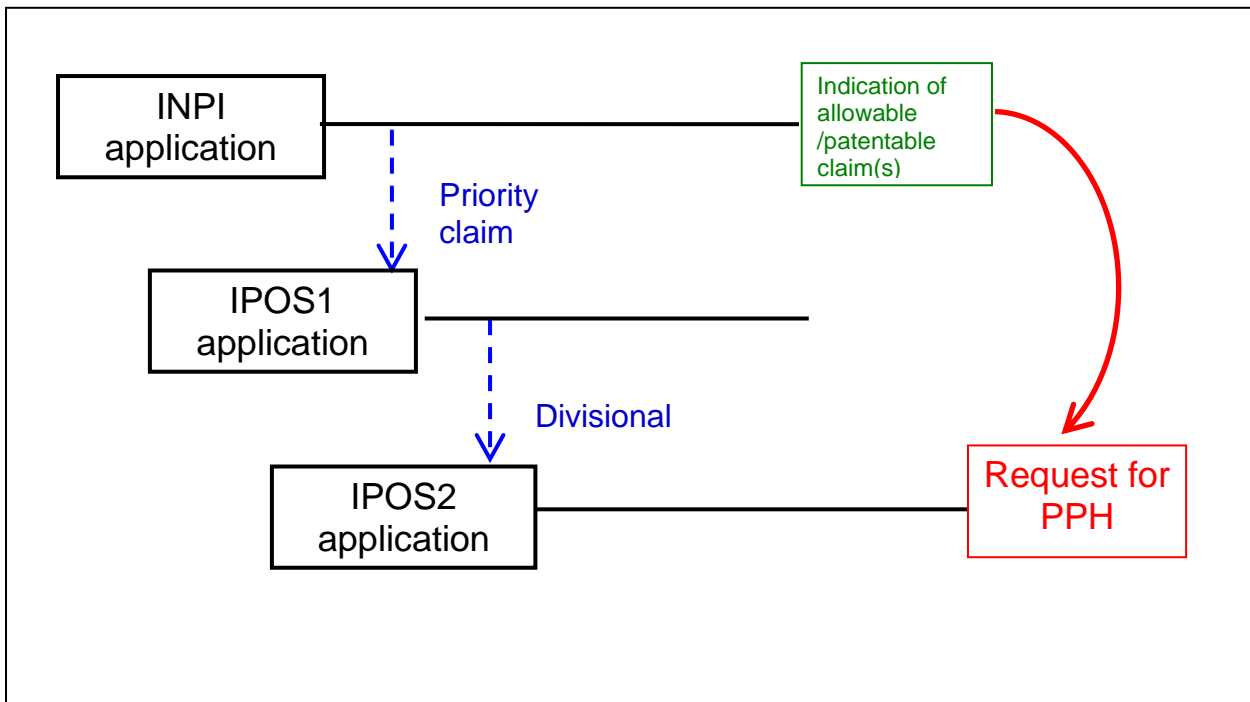 INPI
application
Indication of
allowable
/patentable
claim(s)
Priority
claim
IPOS1
application
Divisional
IPOS2
application
Request for
PPH